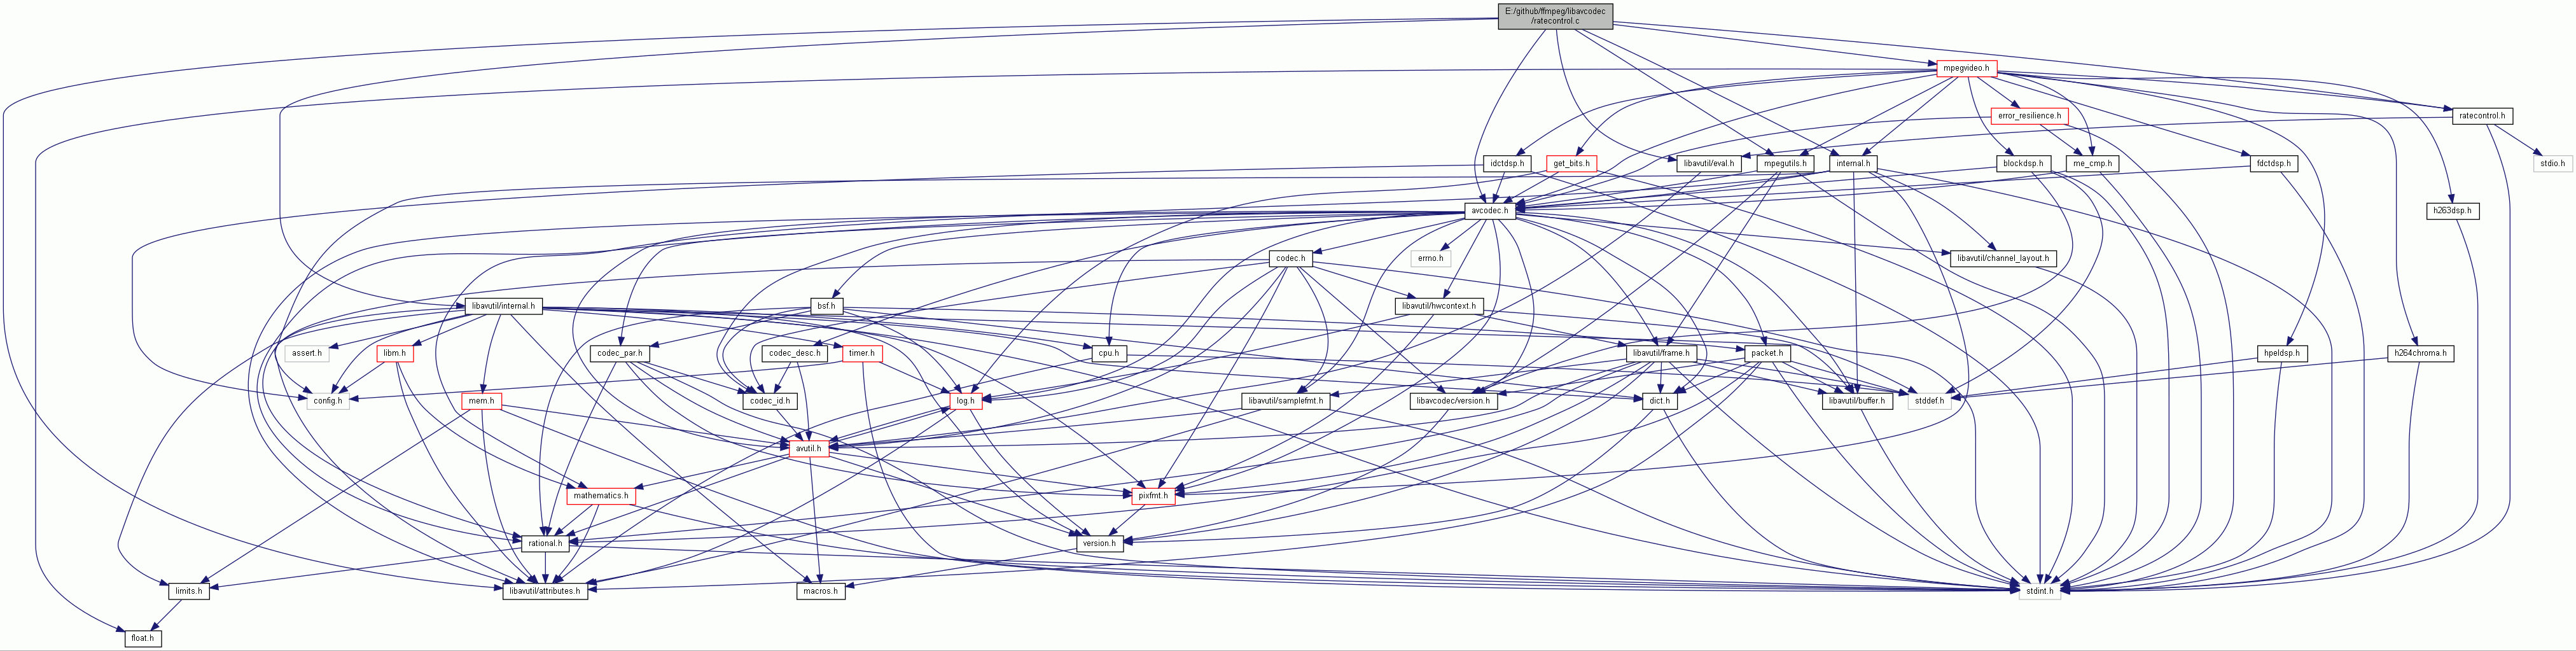 E:/github/ffmpeg/libavcodec
/ratecontrol.c
mpegvideo.h
error_resilience.h
ratecontrol.h
idctdsp.h
get_bits.h
libavutil/eval.h
mpegutils.h
internal.h
blockdsp.h
me_cmp.h
fdctdsp.h
stdio.h
avcodec.h
h263dsp.h
codec.h
errno.h
libavutil/channel_layout.h
libavutil/internal.h
bsf.h
libavutil/hwcontext.h
assert.h
libm.h
codec_par.h
codec_desc.h
timer.h
cpu.h
libavutil/frame.h
packet.h
hpeldsp.h
h264chroma.h
config.h
mem.h
codec_id.h
log.h
libavutil/samplefmt.h
libavcodec/version.h
dict.h
libavutil/buffer.h
stddef.h
avutil.h
mathematics.h
pixfmt.h
rational.h
version.h
limits.h
libavutil/attributes.h
macros.h
stdint.h
float.h